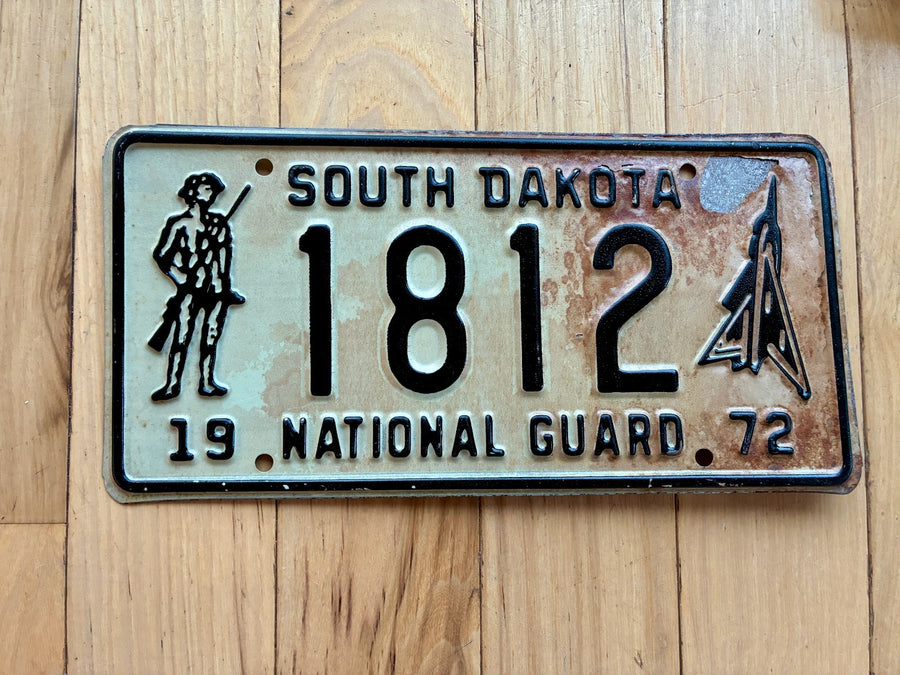 SOUTH DAKOTA
1812
19 NATIONAL GUARD 72